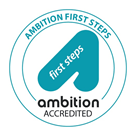 AMBITION FIRST STEPS
first steps
ambition
ACCREDITED